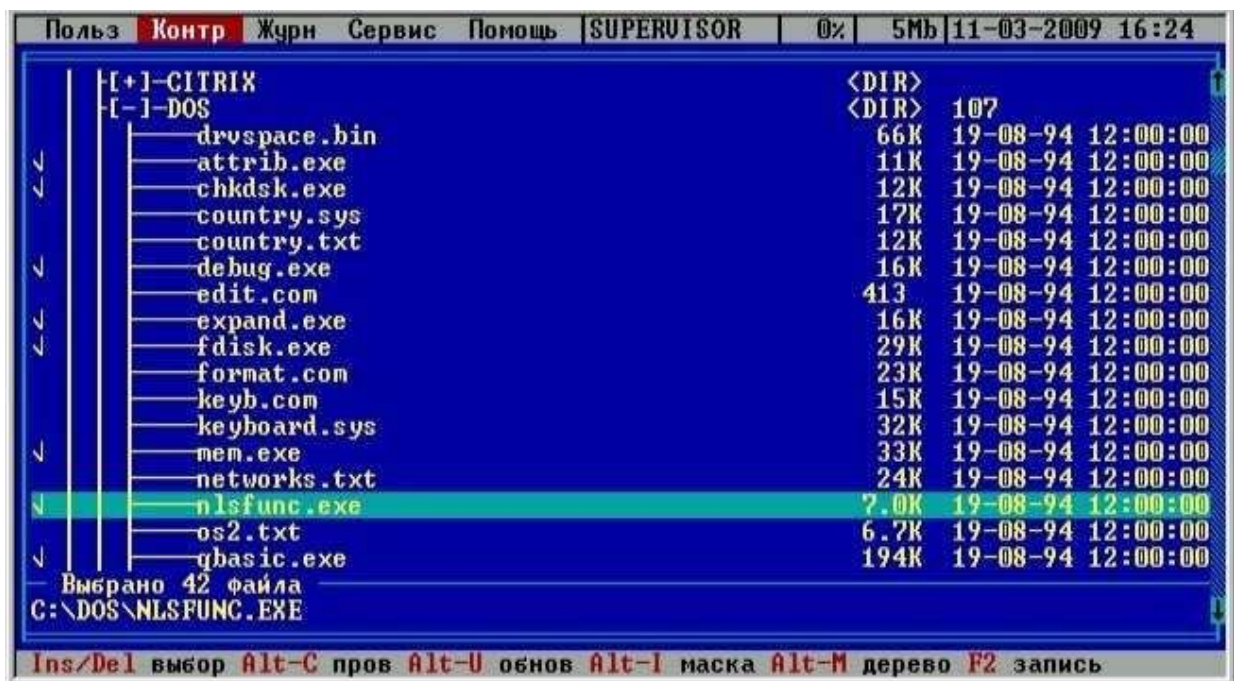 Польз Контр Журн Сервис Помощь SUPERVISOR 0% 5Mb 11-03-2009 16:24
[+]-CITRIX <DIR>
[-]-DOS <DIR> 107
drvspace.bin 66K 19-08-94 12:00:00
√ attrib.exe 11K 19-08-94 12:00:00
√ chkdsk.exe 12K 19-08-94 12:00:00
country.sys 17K 19-08-94 12:00:00
country.txt 12K 19-08-94 12:00:00
√ debug.exe 16K 19-08-94 12:00:00
edit.com 413 19-08-94 12:00:00
√ expand.exe 16K 19-08-94 12:00:00
√ fdisk.exe 29K 19-08-94 12:00:00
format.com 23K 19-08-94 12:00:00
keyb.com 15K 19-08-94 12:00:00
keyboard.sys 32K 19-08-94 12:00:00
√ mem.exe 33K 19-08-94 12:00:00
networks.txt 24K 19-08-94 12:00:00
√ nlsfunc.exe 7.0K 19-08-94 12:00:00
os2.txt 6.7K 19-08-94 12:00:00
√ qbasic.exe 194K 19-08-94 12:00:00
Выбрано 42 файла
C:\DOS\NLSFUNC.EXE
Ins/Del выбор Alt-C пров Alt-U обнов Alt-I маска Alt-M дерево F2 запись